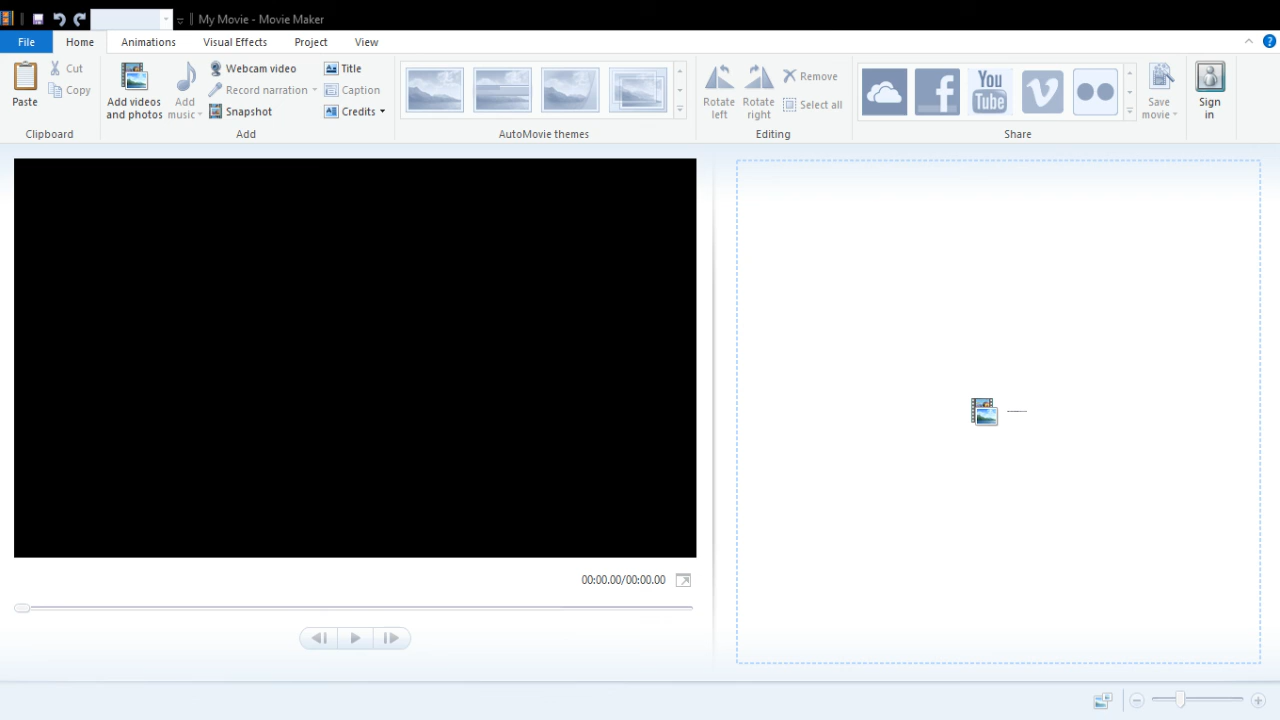 My Movie - Movie Maker
File Home Animations Visual Effects Project View
Paste
Cut
Copy
Clipboard
Add videos
and photos
Add
music
Webcam video
Record narration
Snapshot
Title
Caption
Credits
Add
AutoMovie themes
Rotate
left
Rotate
right
Remove
Select all
Editing
You
Tube
Share
Save
movie
Sign
in
00:00.00/00:00.00